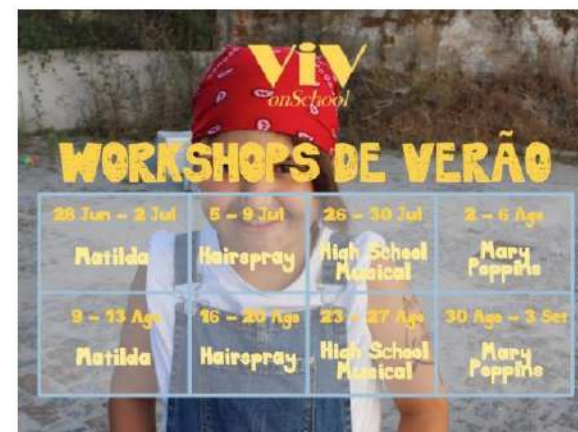 ViV
onSchool
WORKSHOPS DE VERÃO
28 Jun - 2 Jul
5 - 9 Jul
26 - 30 Jul
2 - 6 Ago
Matilda
Hairspray
High School
Musical
Mary
Poppins
9 - 13 Ago
16 - 20 Ago
23 - 27 Ago
30 Ago - 3 Set
Matilda
Hairspray
High School
Musical
Mary
Poppins